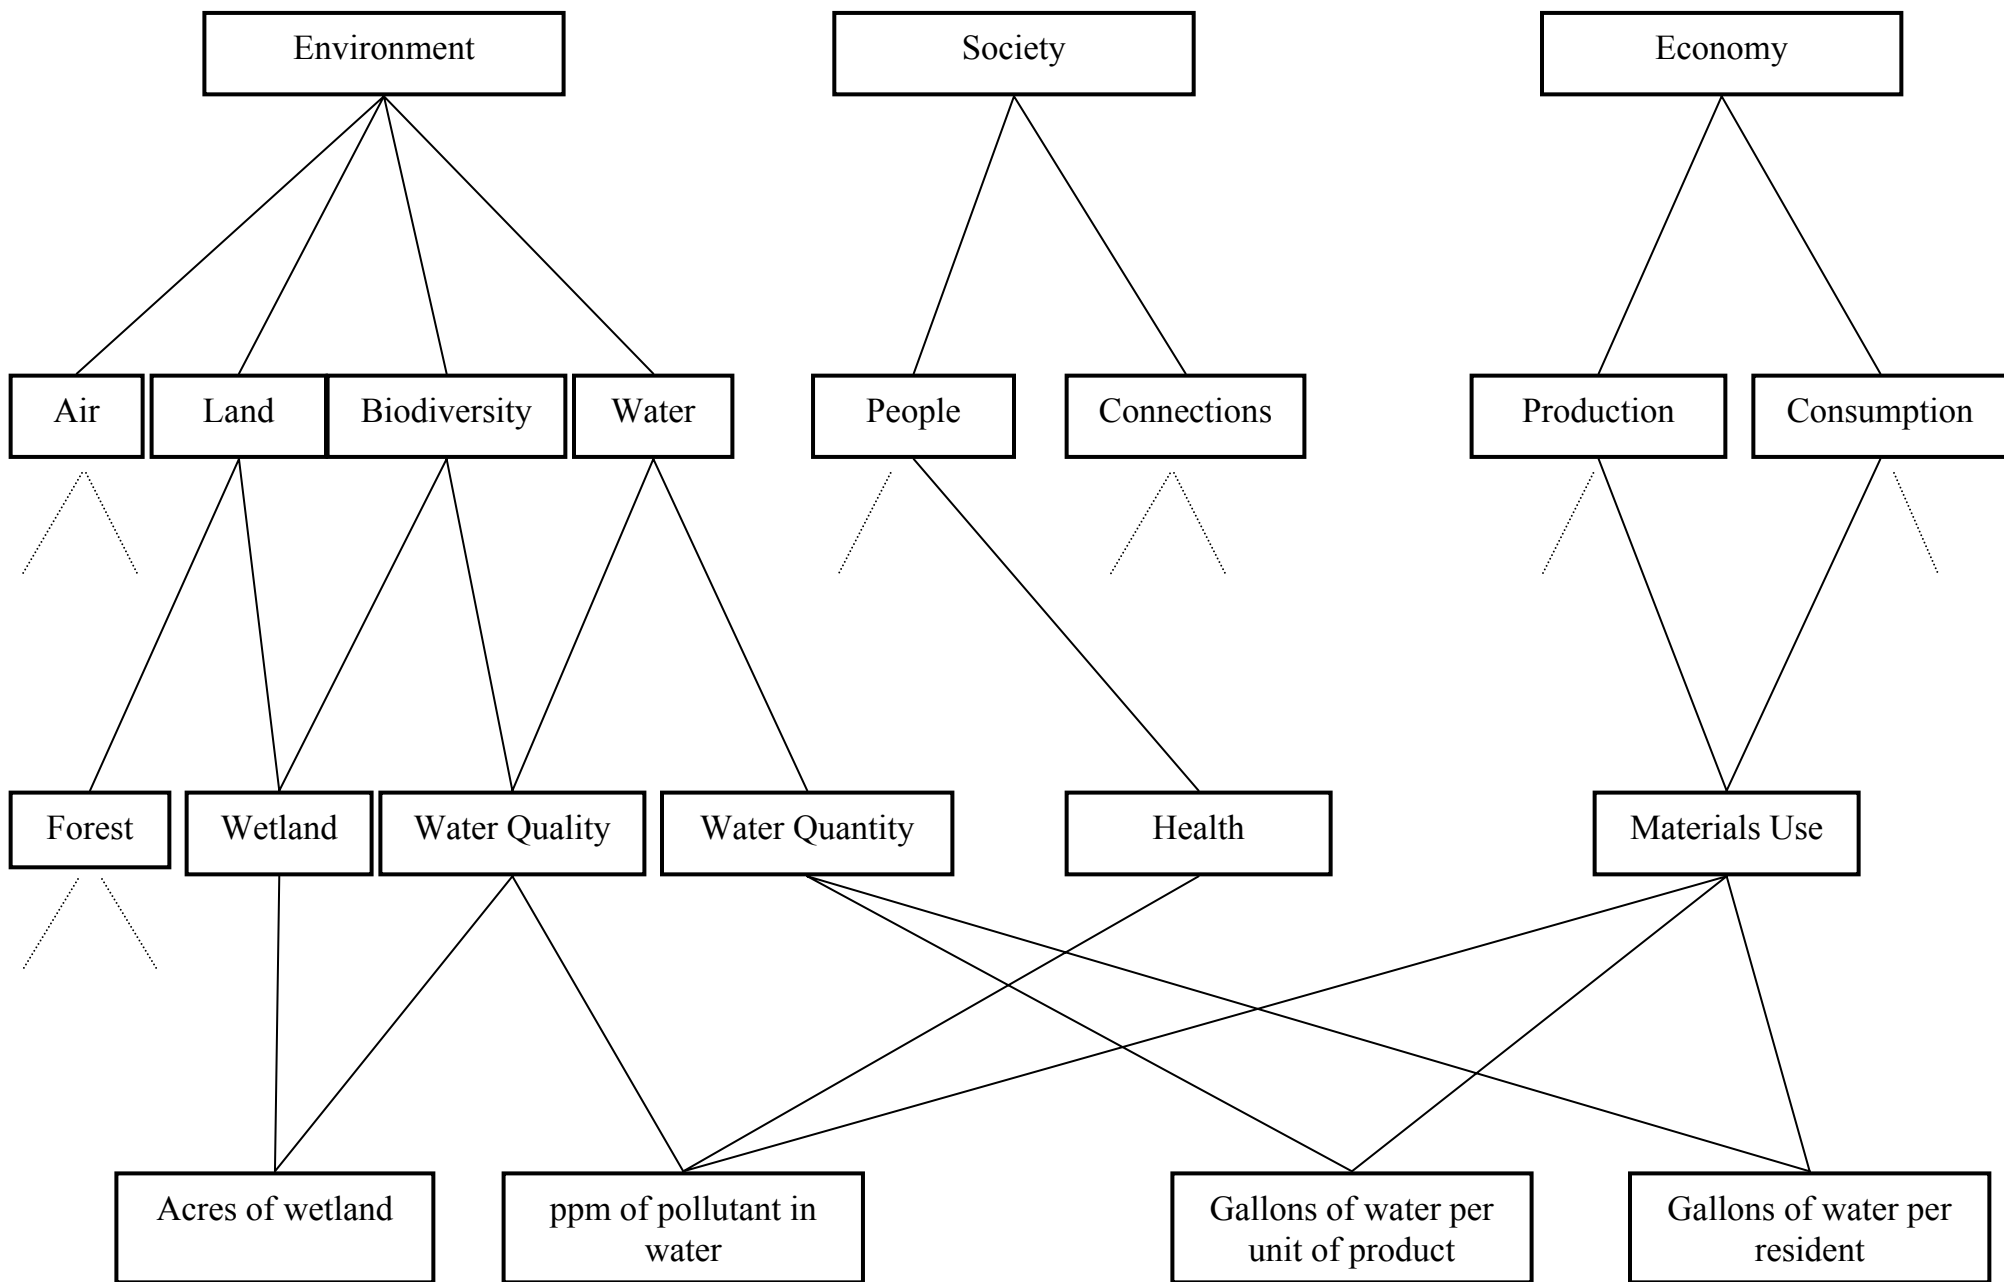 Environment
Society
Economy
Air
Land
Biodiversity
Water
People
Connections
Production
Consumption
Forest
Wetland
Water Quality
Water Quantity
Health
Materials Use
Acres of wetland
ppm of pollutant in
water
Gallons of water per
unit of product
Gallons of water per
resident